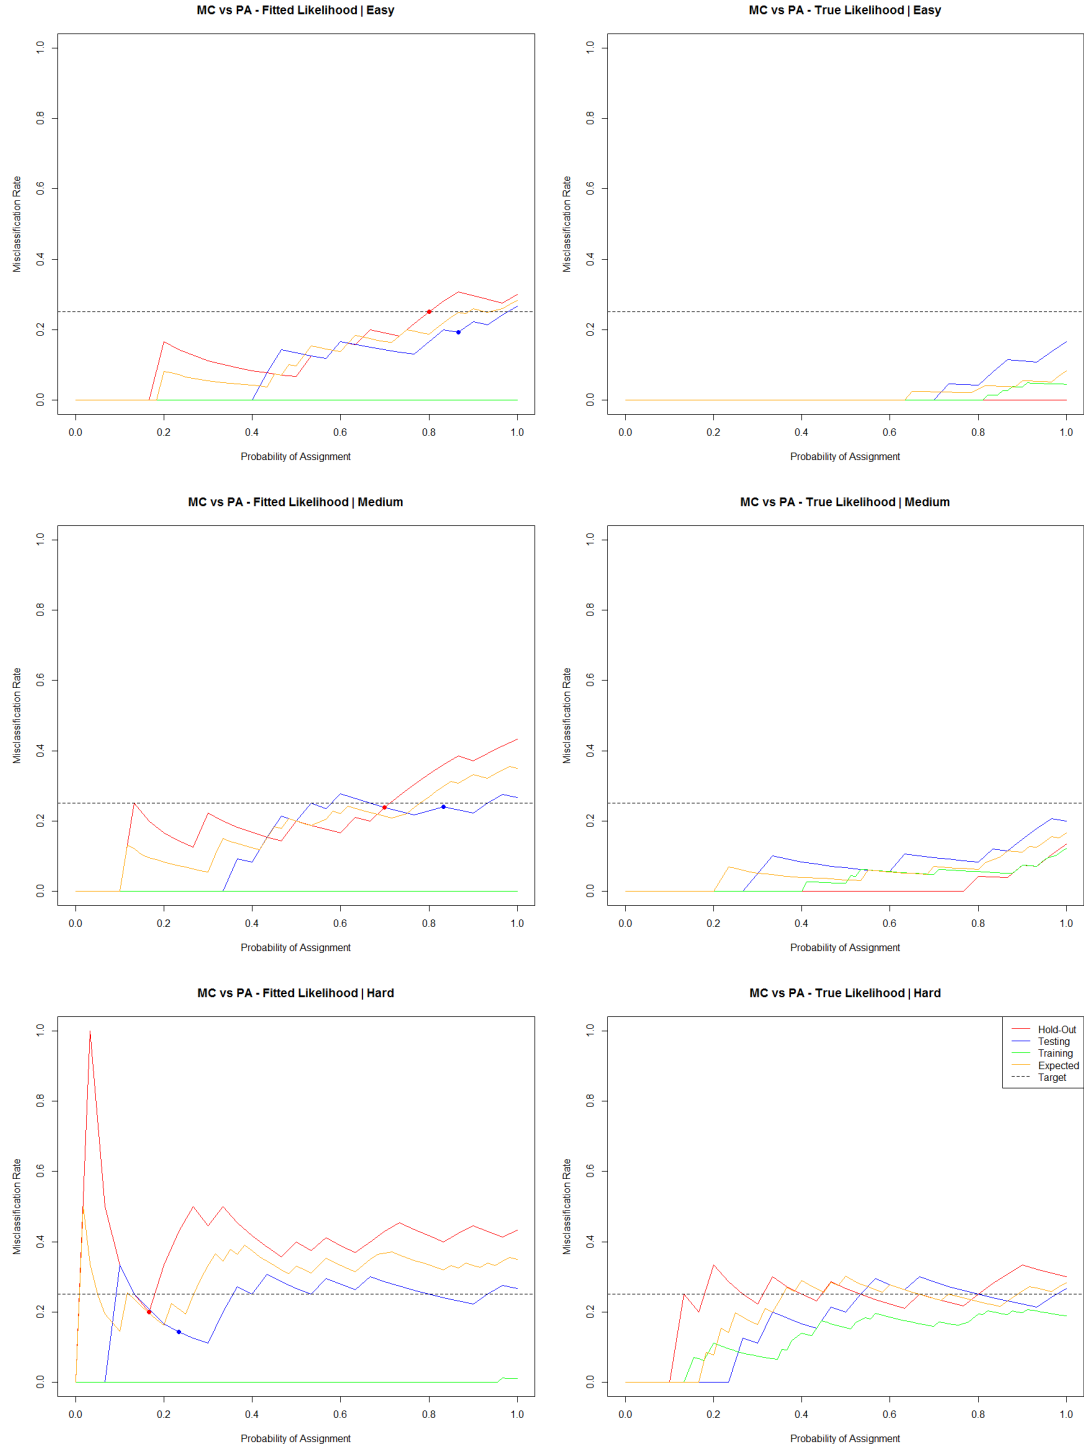 MC vs PA - Fitted Likelihood | Easy
Misclassification Rate
0.0 0.2 0.4 0.6 0.8 1.0
0.0 0.2 0.4 0.6 0.8 1.0
Probability of Assignment
MC vs PA - True Likelihood | Easy
Misclassification Rate
0.0 0.2 0.4 0.6 0.8 1.0
0.0 0.2 0.4 0.6 0.8 1.0
Probability of Assignment
MC vs PA - Fitted Likelihood | Medium
Misclassification Rate
0.0 0.2 0.4 0.6 0.8 1.0
0.0 0.2 0.4 0.6 0.8 1.0
Probability of Assignment
MC vs PA - True Likelihood | Medium
Misclassification Rate
0.0 0.2 0.4 0.6 0.8 1.0
0.0 0.2 0.4 0.6 0.8 1.0
Probability of Assignment
MC vs PA - Fitted Likelihood | Hard
Misclassification Rate
0.0 0.2 0.4 0.6 0.8 1.0
0.0 0.2 0.4 0.6 0.8 1.0
Probability of Assignment
MC vs PA - True Likelihood | Hard
Misclassification Rate
0.0 0.2 0.4 0.6 0.8 1.0
Hold-Out
Testing
Training
Expected
Target
0.0 0.2 0.4 0.6 0.8 1.0
Probability of Assignment